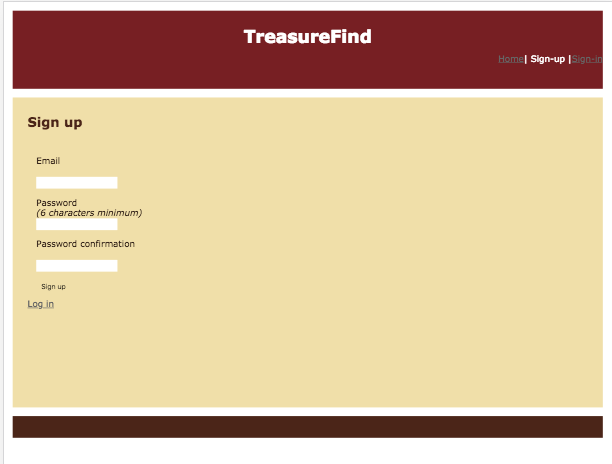 TreasureFind
Home| Sign-up |Sign-in
Sign up
Email
Password
(6 characters minimum)
Password confirmation
Sign up
Log in